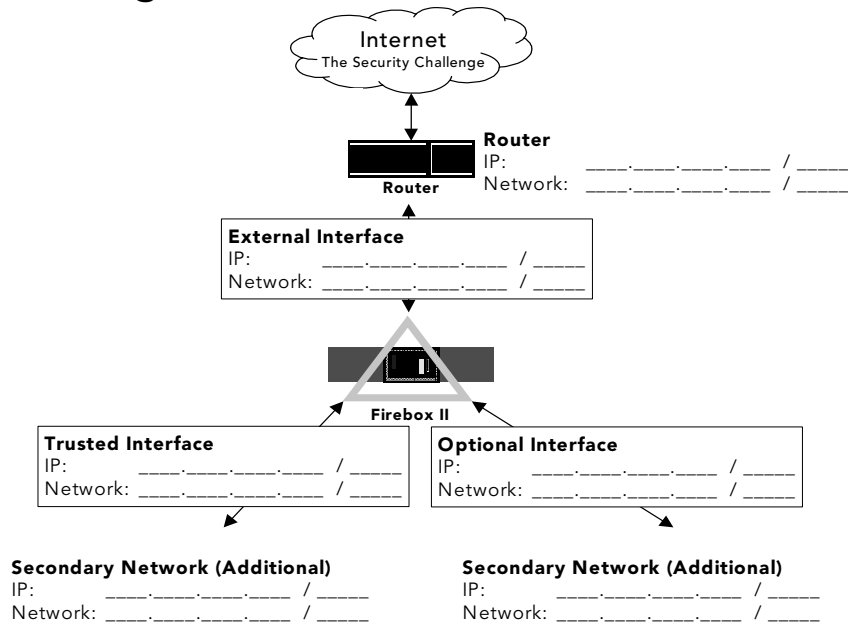 Internet
The Security Challenge
Router
IP: ____.____.____.____ / _____
Network: ____.____.____.____ / _____
Router
External Interface
IP: ____.____.____.____ / _____
Network: ____.____.____.____ / _____
Firebox II
Trusted Interface
IP: ____.____.____.____ / _____
Network: ____.____.____.____ / _____
Optional Interface
IP: ____.____.____.____ / _____
Network: ____.____.____.____ / _____
Secondary Network (Additional)
IP: ____.____.____.____ / _____
Network: ____.____.____.____ / _____
Secondary Network (Additional)
IP: ____.____.____.____ / _____
Network: ____.____.____.____ / _____